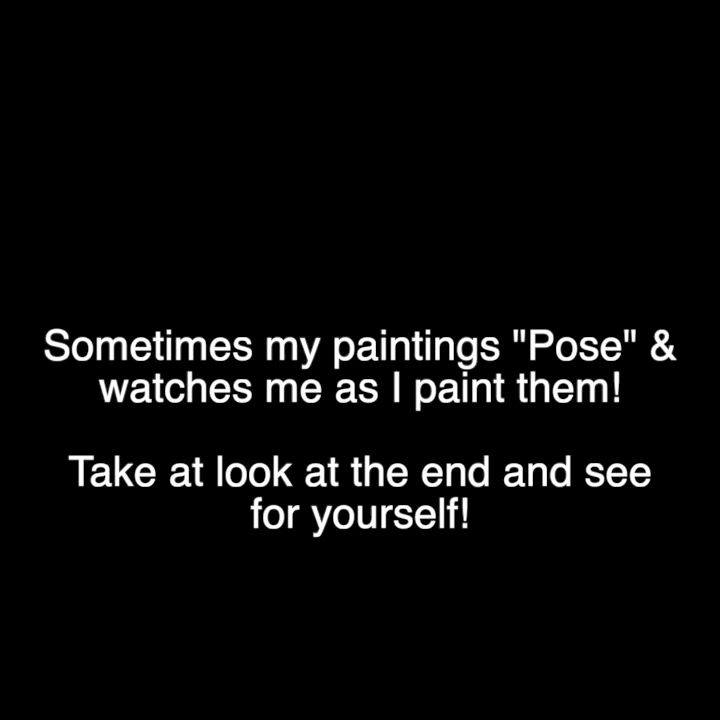 Sometimes my paintings "Pose" &
watches me as I paint them!
Take at look at the end and see
for yourself!